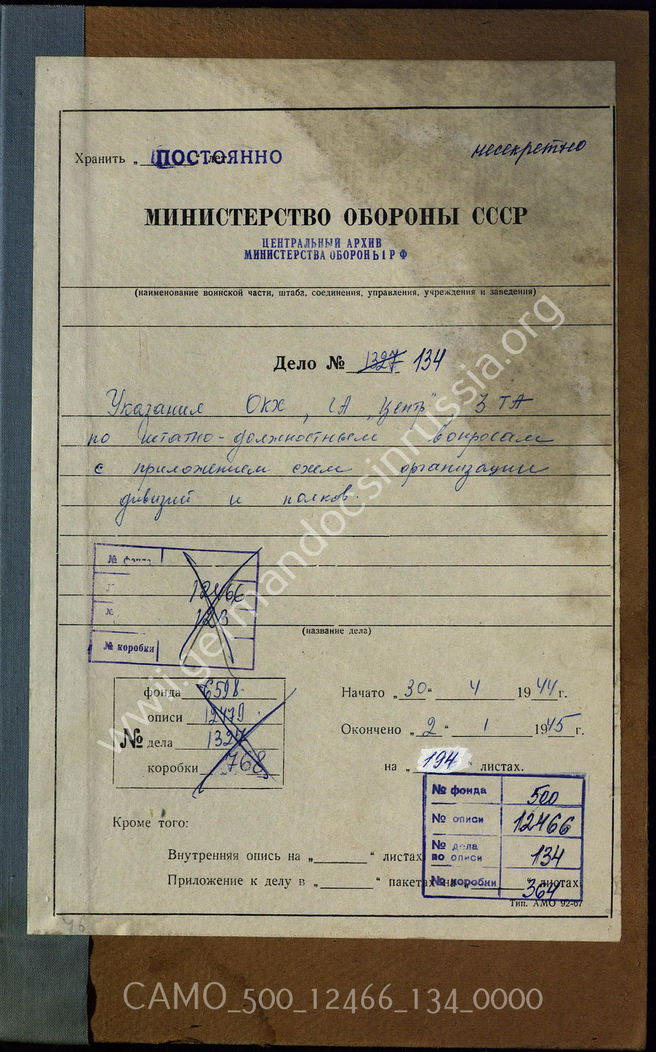 Хранить „ ПОСТОЯННО " лет
несекретно
МИНИСТЕРСТВО ОБОРОНЫ СССР
ЦЕНТРАЛЬНЫЙ АРХИВ
МИНИСТЕРСТВА ОБОРОНЫ РФ
(наименование воинской части, штаба, соединения, управления, учреждения и заведения)
Дело № 1327 134
Указания ОКХ, ГА „Центр", 3 ТА
по штатно-должностным вопросам
с приложением схем организации
дивизий и полков.
(название дела)
№ фонда
12466
№ 123
№ коробки
фонда 6598
описи 12479
№ дела 1327
коробки 768
Начато „30" 4 1944 г.
Окончено „2" 1 1945 г.
на „194" листах.
№ фонда 500
№ описи 12466
№ дела по описи 134
№ коробки 364
Кроме того:
Внутренняя опись на „ " листах
Приложение к делу в „ " пакетах на „ " листах
Тип. АМО 92-67
www.germandocsinrussia.org
CAMO_500_12466_134_0000